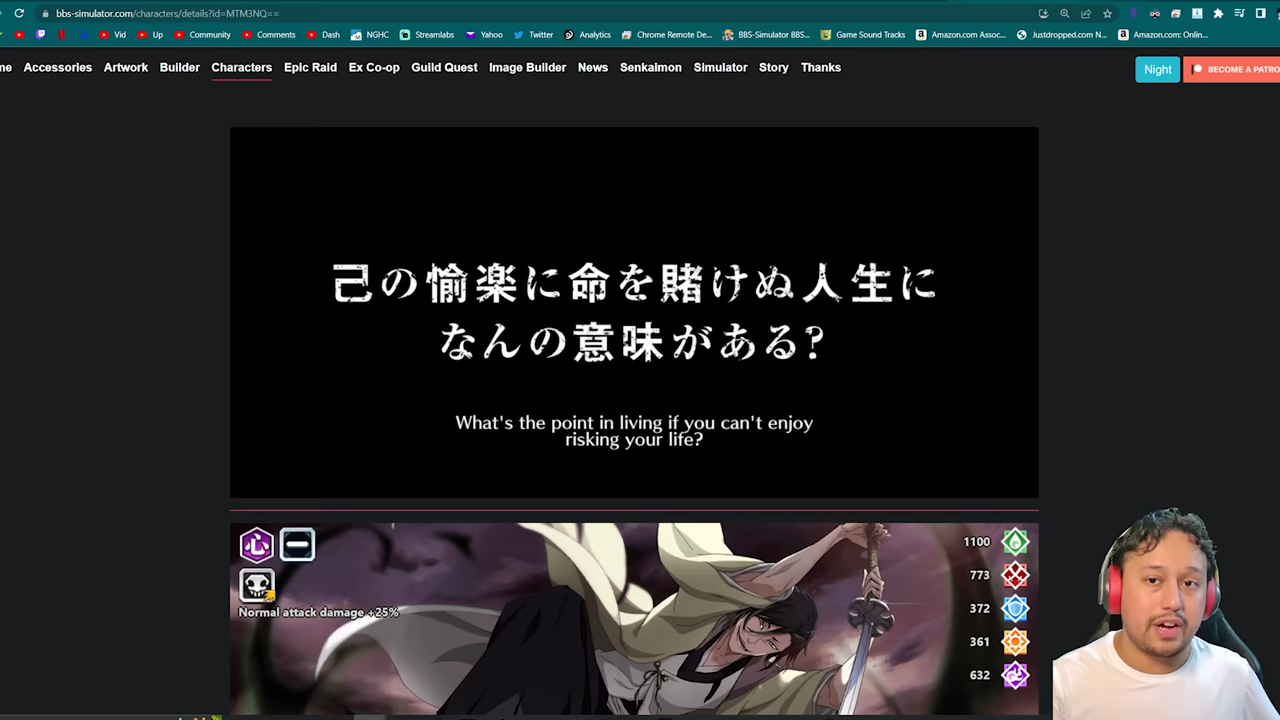 bbs-simulator.com/characters/details?id=MTM3NQ==
Vid
Up
Community
Comments
Dash
NGHC
Streamlabs
Yahoo
Twitter
Analytics
Chrome Remote De...
BBS-Simulator BBS...
Game Sound Tracks
Amazon.com Assoc...
Justdropped.com N...
Amazon.com: Onlin...
me Accessories Artwork Builder Characters Epic Raid Ex Co-op Guild Quest Image Builder News Senkaimon Simulator Story Thanks
Night
BECOME A PATRO
己の愉楽に命を賭けぬ人生に
なんの意味がある?
What's the point in living if you can't enjoy
risking your life?
Normal attack damage +25%
1100
773
372
361
632